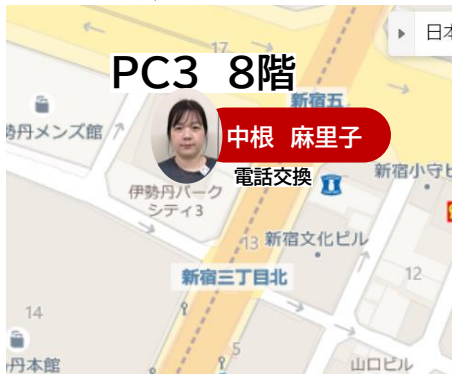 17
日本
PC3 8階
新宿五
勢丹メンズ館
中根 麻里子
電話交換
新宿小守ビ
伊勢丹パーク
シティ3
13
新宿文化ビル
新宿三丁目北
12
14
5
丹本館
山口ビル